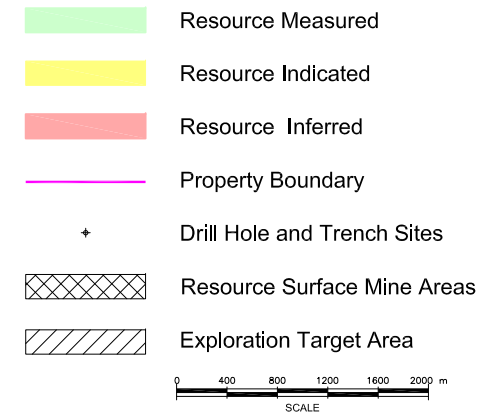 Resource Measured
Resource Indicated
Resource Inferred
Property Boundary
Drill Hole and Trench Sites
Resource Surface Mine Areas
Exploration Target Area
0 400 800 1200 1600 2000 m
SCALE